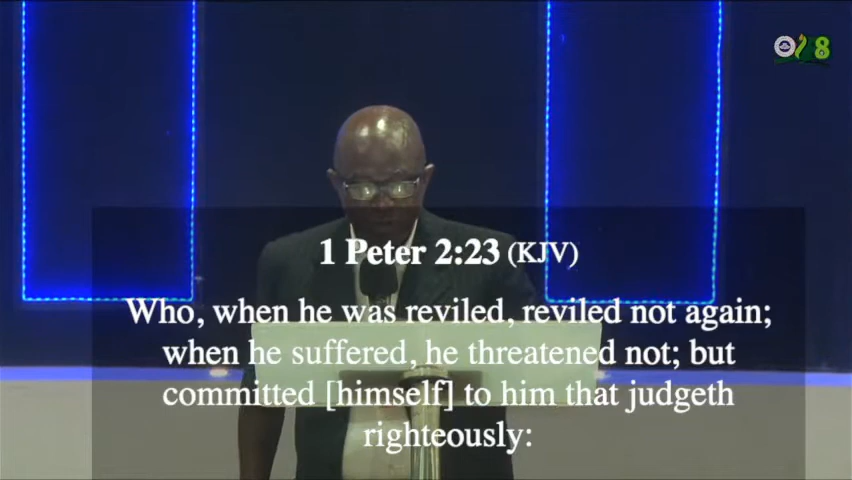 8
1 Peter 2:23 (KJV)
Who, when he was reviled, reviled not again;
when he suffered, he threatened not; but
committed [himself] to him that judgeth
righteously: